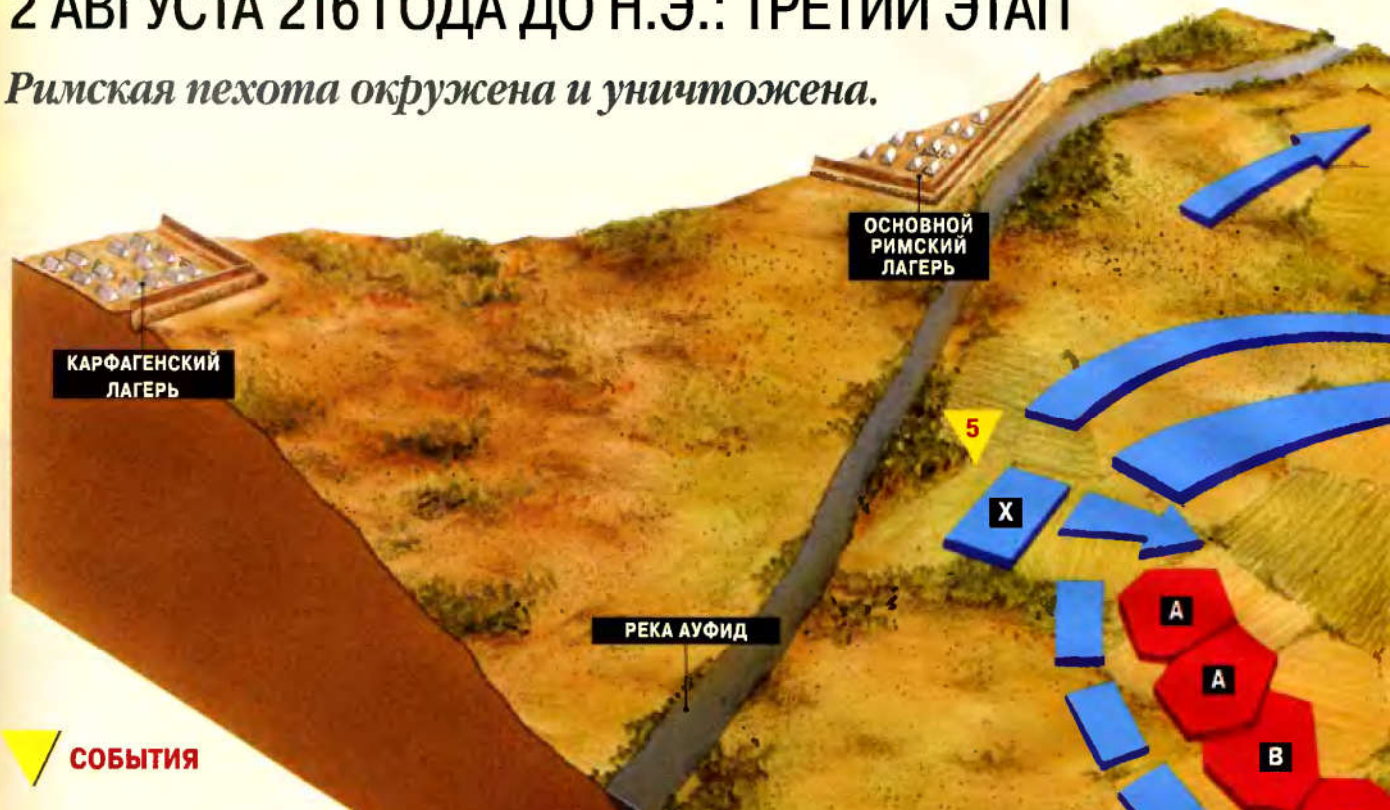 2 АВГУСТА 216 ГОДА ДО Н.Э.: ТРЕТИЙ ЭТАП
Римская пехота окружена и уничтожена.
ОСНОВНОЙ
РИМСКИЙ
ЛАГЕРЬ
КАРФАГЕНСКИЙ
ЛАГЕРЬ
5
X
A
РЕКА АУФИД
A
B
СОБЫТИЯ